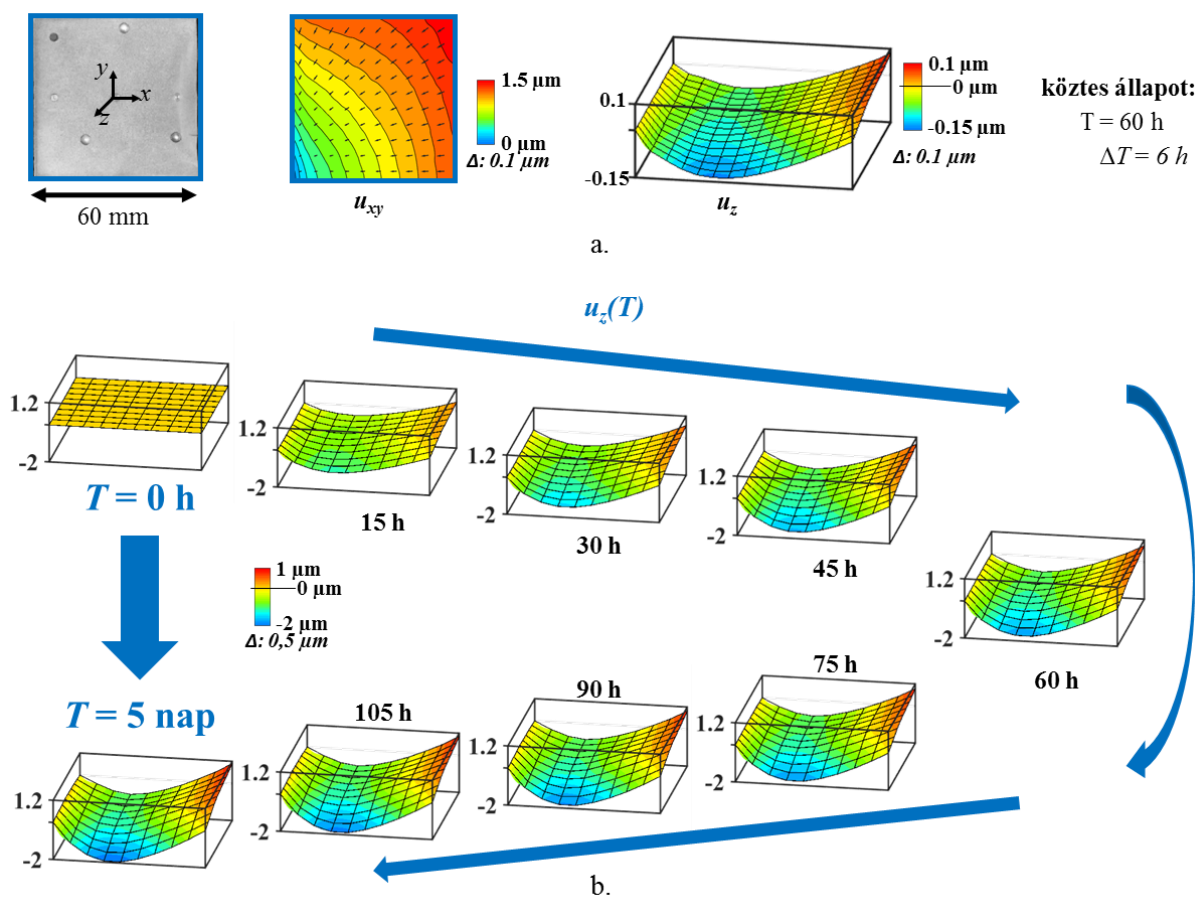 y
x
z
60 mm
1.5 µm
0 µm
Δ: 0.1 µm
u_xy
0.1
-0.15
u_z
0.1 µm
0 µm
-0.15 µm
Δ: 0.1 µm
köztes állapot:
T = 60 h
ΔT = 6 h
a.
u_z(T)
1.2
-2
T = 0 h
1.2
-2
15 h
1.2
-2
30 h
1.2
-2
45 h
1.2
-2
60 h
1 µm
0 µm
-2 µm
Δ: 0,5 µm
75 h
1.2
-2
90 h
1.2
-2
105 h
1.2
-2
T = 5 nap
1.2
-2
b.